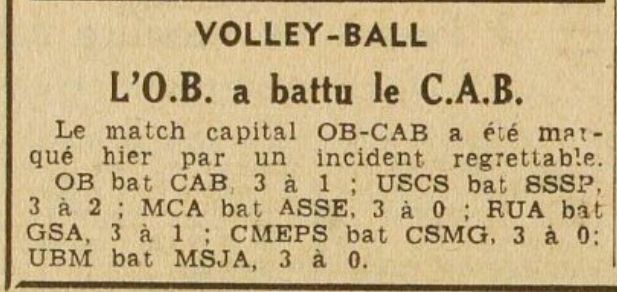 VOLLEY-BALL
L'O.B. a battu le C.A.B.
Le match capital OB-CAB a été mar-
qué hier par un incident regrettable.
OB bat CAB, 3 à 1 ; USCS bat SSSP,
3 à 2 ; MCA bat ASSE, 3 à 0 ; RUA bat
GSA, 3 à 1 ; CMEPS bat CSMG, 3 à 0;
UBM bat MSJA, 3 à 0.